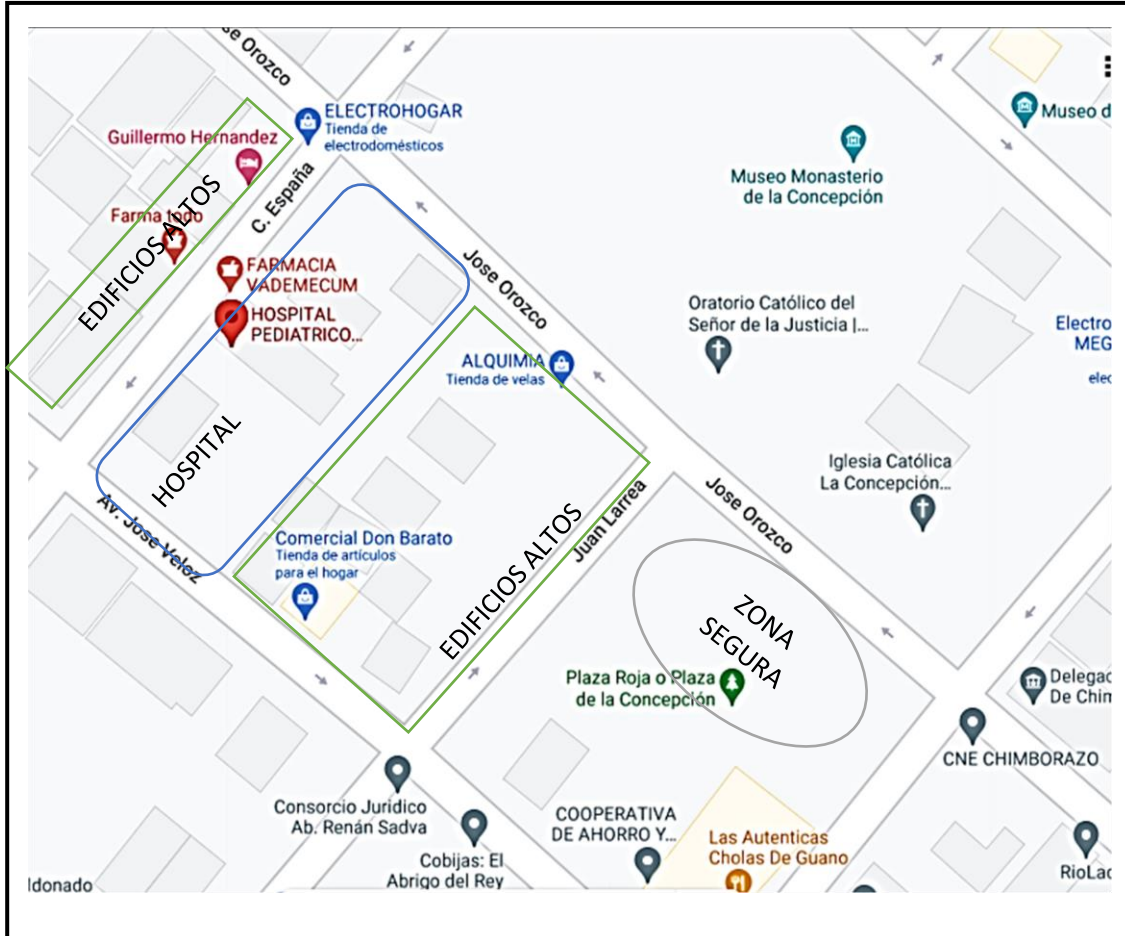 se Orozco
ELECTROHOGAR
Tienda de
electrodomésticos
Guillermo Hernandez
Museo d
Museo Monasterio
de la Concepción
Farma todo
EDIFICIOS ALTOS
C. España
FARMACIA
VADEMECUM
HOSPITAL
PEDIATRICO...
Jose Orozco
Oratorio Católico del
Señor de la Justicia |...
Electro
MEG
elec
ALQUIMIA
Tienda de velas
HOSPITAL
Iglesia Católica
La Concepción...
Av. Jose Veloz
Comercial Don Barato
Tienda de artículos
para el hogar
EDIFICIOS ALTOS
Juan Larrea
Jose Orozco
ZONA
SEGURA
Plaza Roja o Plaza
de la Concepción
Delegac
De Chim
CNE CHIMBORAZO
Consorcio Juridico
Ab. Renán Sadva
COOPERATIVA
DE AHORRO Y...
Las Autenticas
Cholas De Guano
Cobijas: El
Abrigo del Rey
RioLac
ldonado